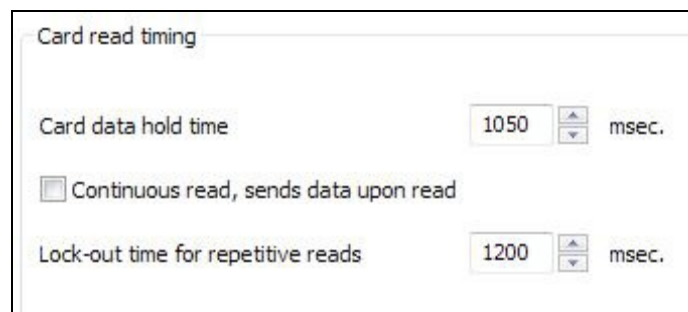 Card read timing
Card data hold time 1050 msec.
Continuous read, sends data upon read
Lock-out time for repetitive reads 1200 msec.